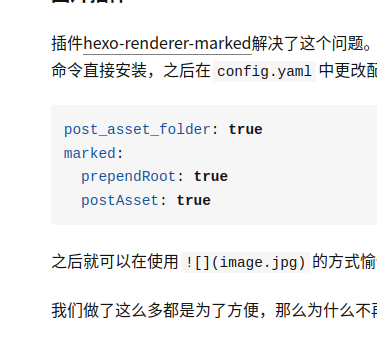 插件hexo-renderer-marked解决了这个问题。
命令直接安装，之后在 config.yaml 中更改配
post_asset_folder: true
marked:
  prependRoot: true
  postAsset: true
之后就可以在使用 ![](image.jpg) 的方式愉
我们做了这么多都是为了方便，那么为什么不再